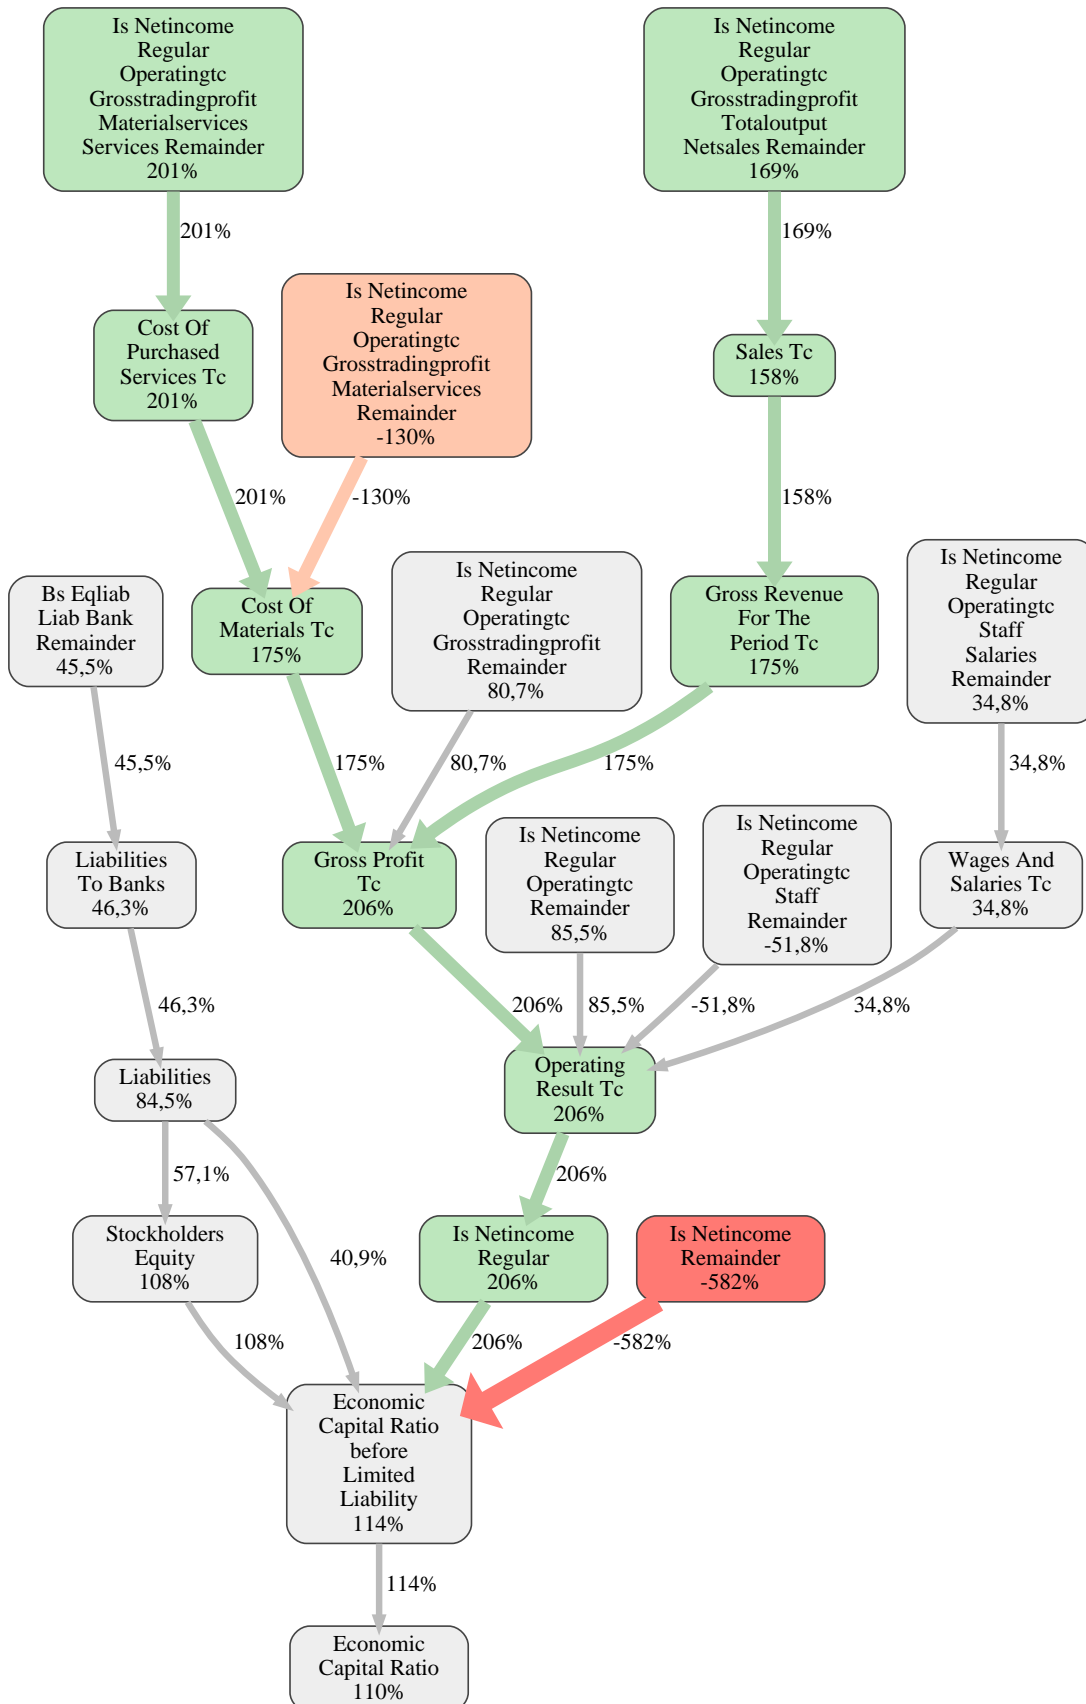 Is Netincome
Regular
Operatingtc
Grosstradingprofit
Materialservices
Services Remainder
201%
Is Netincome
Regular
Operatingtc
Grosstradingprofit
Totaloutput
Netsales Remainder
169%
201%
169%
Cost Of
Purchased
Services Tc
201%
Is Netincome
Regular
Operatingtc
Grosstradingprofit
Materialservices
Remainder
-130%
Sales Tc
158%
201%
-130%
158%
Bs Eqliab
Liab Bank
Remainder
45,5%
Cost Of
Materials Tc
175%
Is Netincome
Regular
Operatingtc
Grosstradingprofit
Remainder
80,7%
Gross Revenue
For The
Period Tc
175%
Is Netincome
Regular
Operatingtc
Staff
Salaries
Remainder
34,8%
45,5%
175%
80,7%
175%
34,8%
Liabilities
To Banks
46,3%
Gross Profit
Tc
206%
Is Netincome
Regular
Operatingtc
Remainder
85,5%
Is Netincome
Regular
Operatingtc
Staff
Remainder
-51,8%
Wages And
Salaries Tc
34,8%
46,3%
206%
85,5%
-51,8%
34,8%
Liabilities
84,5%
Operating
Result Tc
206%
57,1%
206%
Stockholders
Equity
108%
40,9%
Is Netincome
Regular
206%
Is Netincome
Remainder
-582%
108%
206%
-582%
Economic
Capital Ratio
before
Limited
Liability
114%
114%
Economic
Capital Ratio
110%